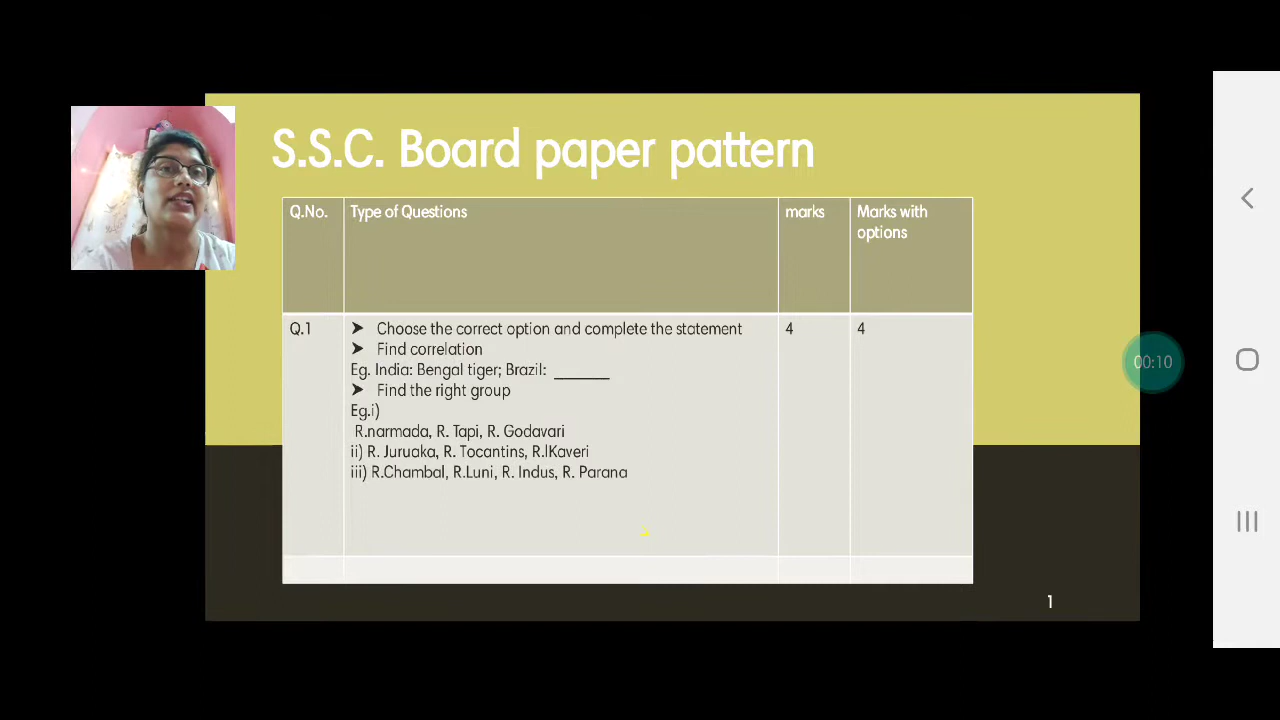 S.S.C. Board paper pattern
Q.No.
Type of Questions
marks
Marks with
options
Q.1
➤ Choose the correct option and complete the statement
4
4
➤ Find correlation
Eg. India: Bengal tiger; Brazil: _______
➤ Find the right group
Eg.i)
R.narmada, R. Tapi, R. Godavari
ii) R. Juruaka, R. Tocantins, R.lKaveri
iii) R.Chambal, R.Luni, R. Indus, R. Parana
00:10
1